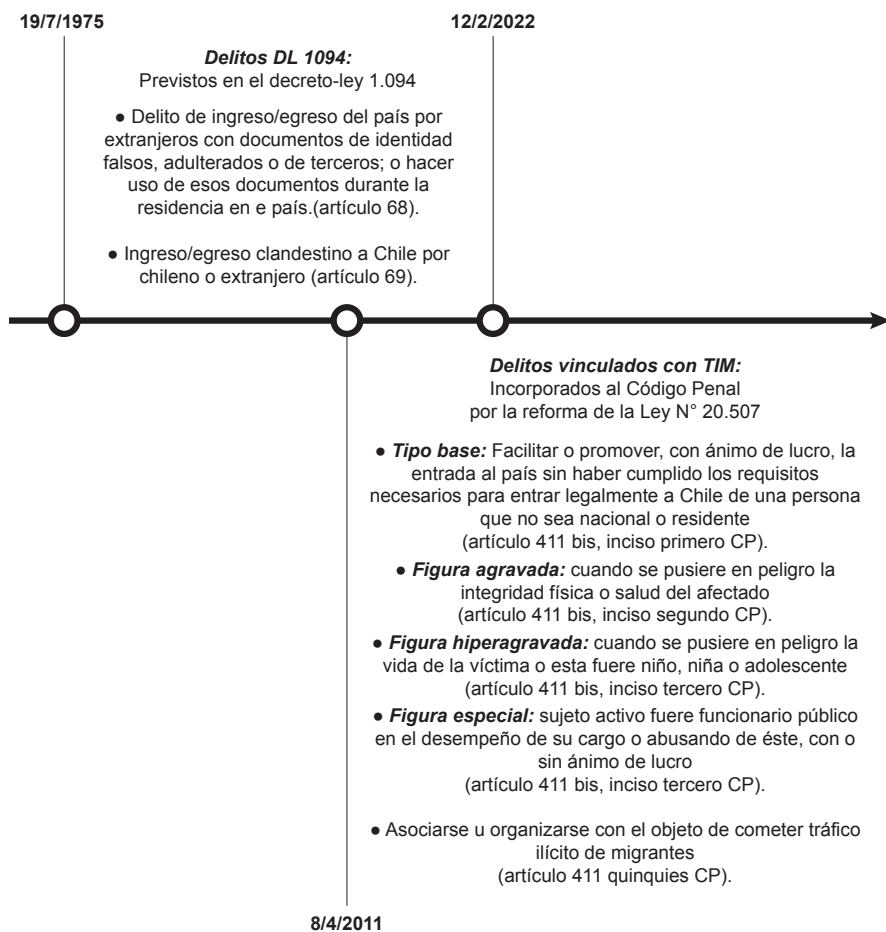 19/7/1975
12/2/2022
Delitos DL 1094:
Previstos en el decreto-ley 1.094
● Delito de ingreso/egreso del país por
extranjeros con documentos de identidad
falsos, adulterados o de terceros; o hacer
uso de esos documentos durante la
residencia en e país.(artículo 68).
● Ingreso/egreso clandestino a Chile por
chileno o extranjero (artículo 69).
Delitos vinculados con TIM:
Incorporados al Código Penal
por la reforma de la Ley N° 20.507
● Tipo base: Facilitar o promover, con ánimo de lucro, la
entrada al país sin haber cumplido los requisitos
necesarios para entrar legalmente a Chile de una persona
que no sea nacional o residente
(artículo 411 bis, inciso primero CP).
● Figura agravada: cuando se pusiere en peligro la
integridad física o salud del afectado
(artículo 411 bis, inciso segundo CP).
● Figura hiperagravada: cuando se pusiere en peligro la
vida de la víctima o esta fuere niño, niña o adolescente
(artículo 411 bis, inciso tercero CP).
● Figura especial: sujeto activo fuere funcionario público
en el desempeño de su cargo o abusando de éste, con o
sin ánimo de lucro
(artículo 411 bis, inciso tercero CP).
● Asociarse u organizarse con el objeto de cometer tráfico
ilícito de migrantes
(artículo 411 quinquies CP).
8/4/2011